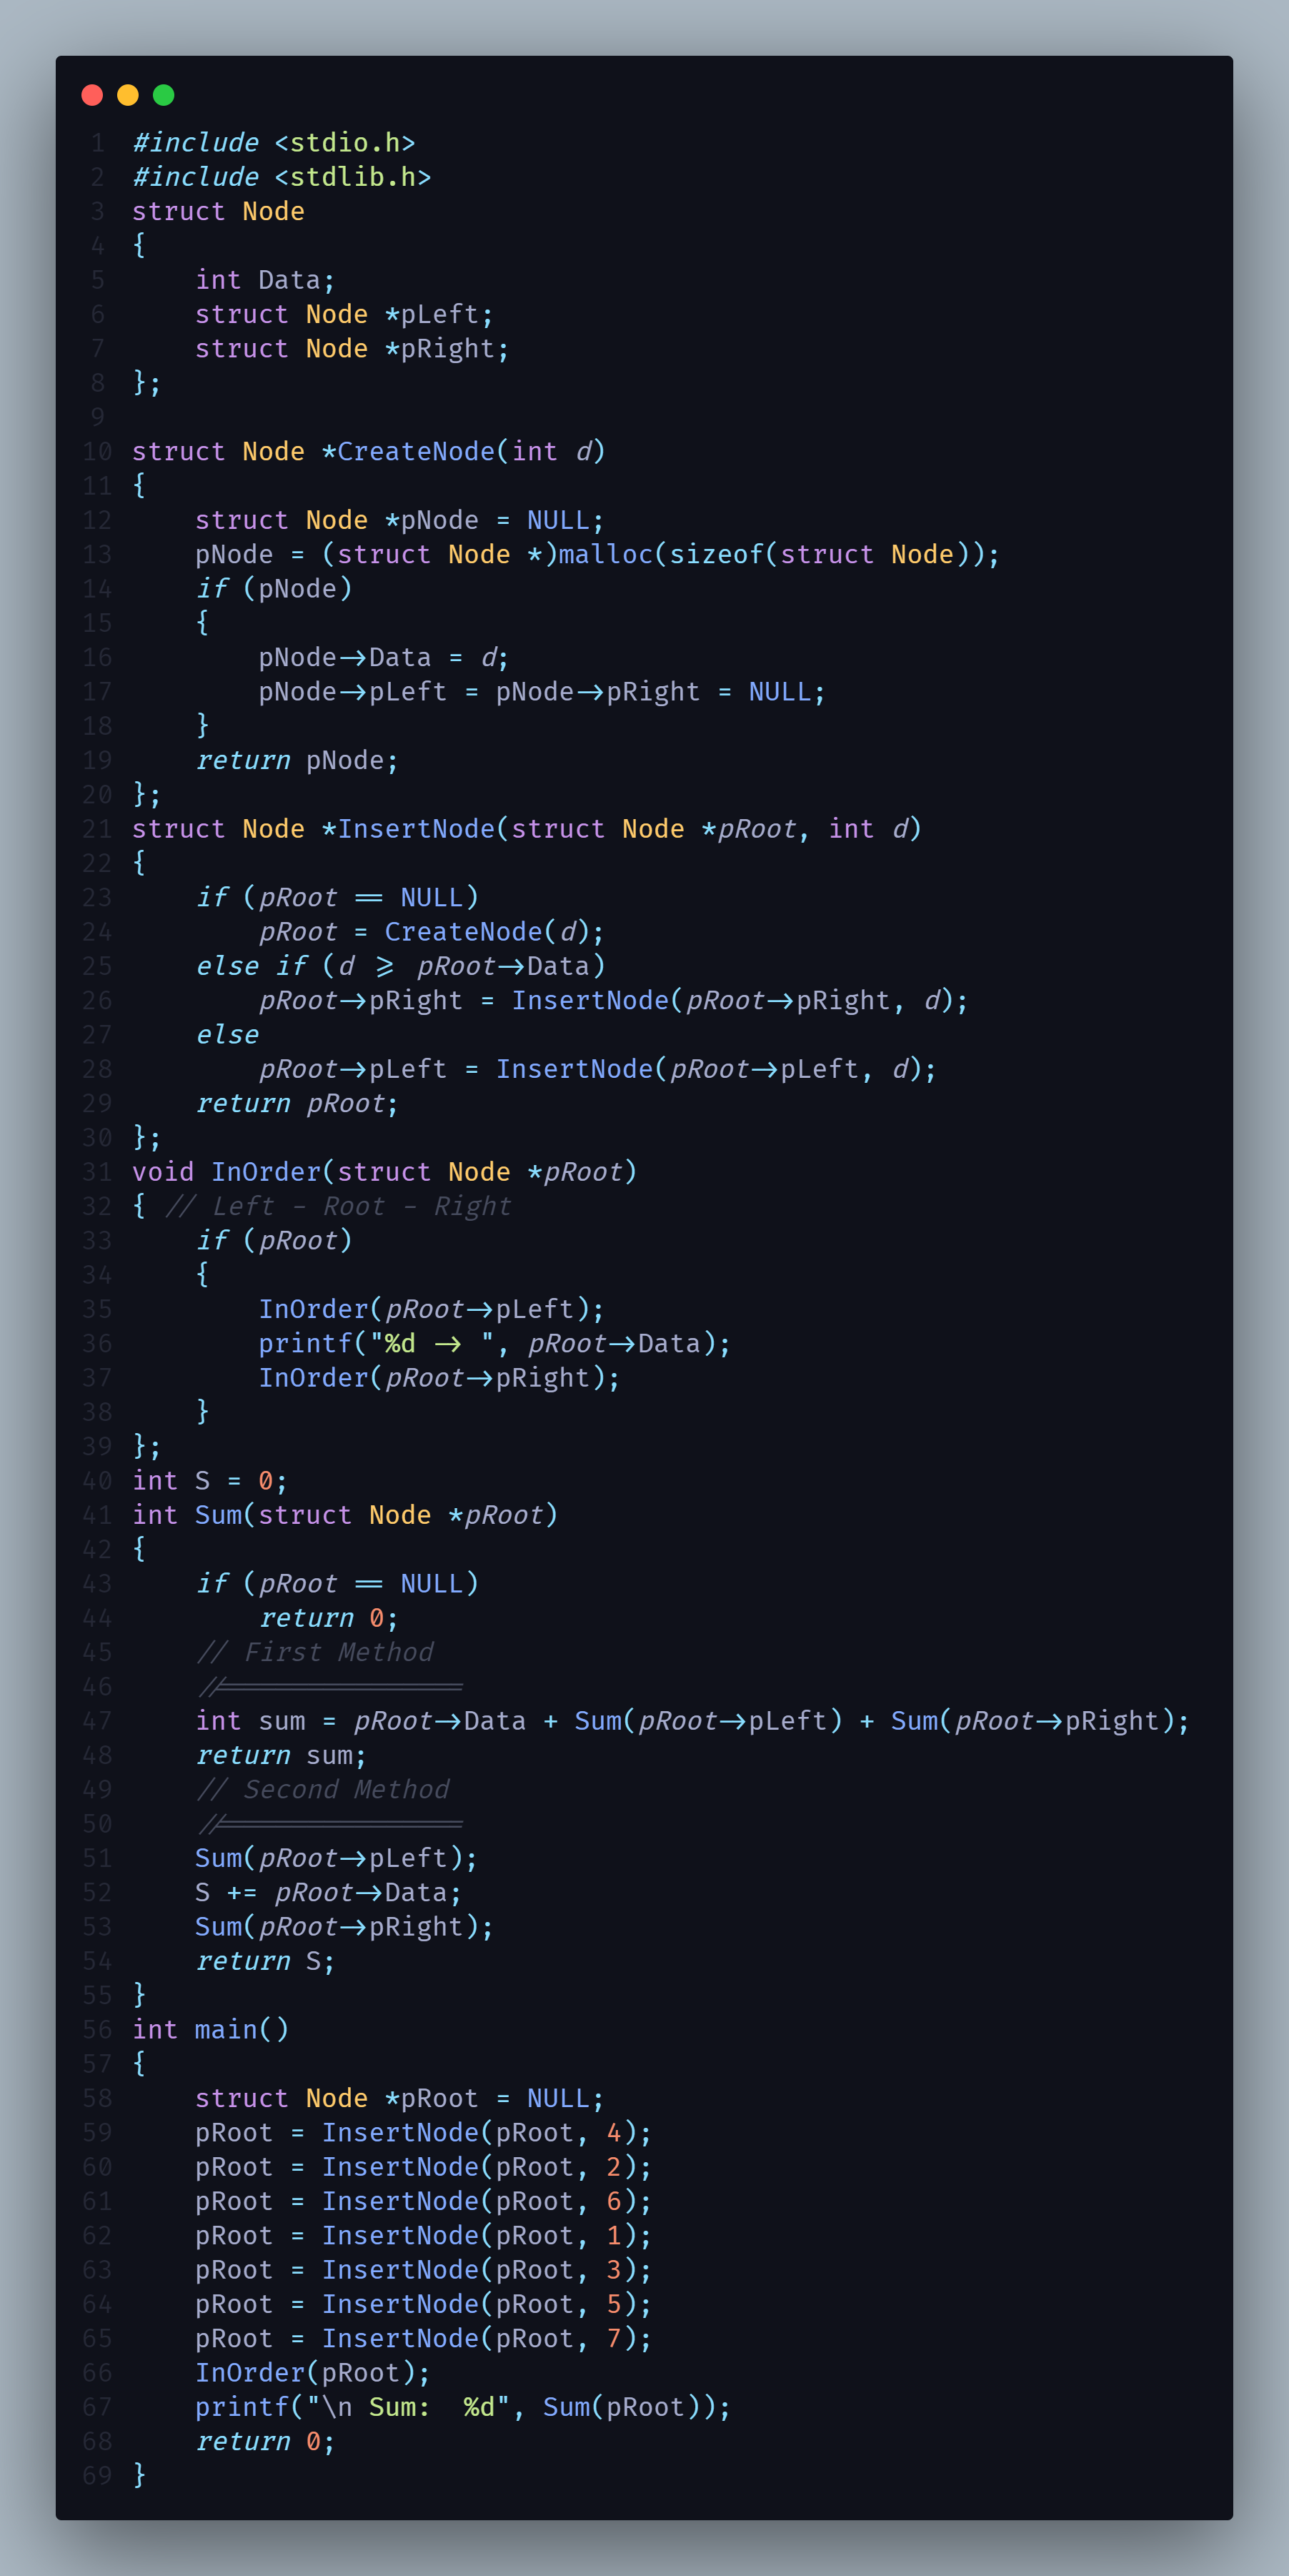 1 #include <stdio.h>
2 #include <stdlib.h>
3 struct Node
4 {
5     int Data;
6     struct Node *pLeft;
7     struct Node *pRight;
8 };
9
10 struct Node *CreateNode(int d)
11 {
12     struct Node *pNode = NULL;
13     pNode = (struct Node *)malloc(sizeof(struct Node));
14     if (pNode)
15     {
16         pNode->Data = d;
17         pNode->pLeft = pNode->pRight = NULL;
18     }
19     return pNode;
20 };
21 struct Node *InsertNode(struct Node *pRoot, int d)
22 {
23     if (pRoot == NULL)
24         pRoot = CreateNode(d);
25     else if (d >= pRoot->Data)
26         pRoot->pRight = InsertNode(pRoot->pRight, d);
27     else
28         pRoot->pLeft = InsertNode(pRoot->pLeft, d);
29     return pRoot;
30 };
31 void InOrder(struct Node *pRoot)
32 { // Left - Root - Right
33     if (pRoot)
34     {
35         InOrder(pRoot->pLeft);
36         printf("%d -> ", pRoot->Data);
37         InOrder(pRoot->pRight);
38     }
39 };
40 int S = 0;
41 int Sum(struct Node *pRoot)
42 {
43     if (pRoot == NULL)
44         return 0;
45     // First Method
46     //===============
47     int sum = pRoot->Data + Sum(pRoot->pLeft) + Sum(pRoot->pRight);
48     return sum;
49     // Second Method
50     //===============
51     Sum(pRoot->pLeft);
52     S += pRoot->Data;
53     Sum(pRoot->pRight);
54     return S;
55 }
56 int main()
57 {
58     struct Node *pRoot = NULL;
59     pRoot = InsertNode(pRoot, 4);
60     pRoot = InsertNode(pRoot, 2);
61     pRoot = InsertNode(pRoot, 6);
62     pRoot = InsertNode(pRoot, 1);
63     pRoot = InsertNode(pRoot, 3);
64     pRoot = InsertNode(pRoot, 5);
65     pRoot = InsertNode(pRoot, 7);
66     InOrder(pRoot);
67     printf("\n Sum:  %d", Sum(pRoot));
68     return 0;
69 }